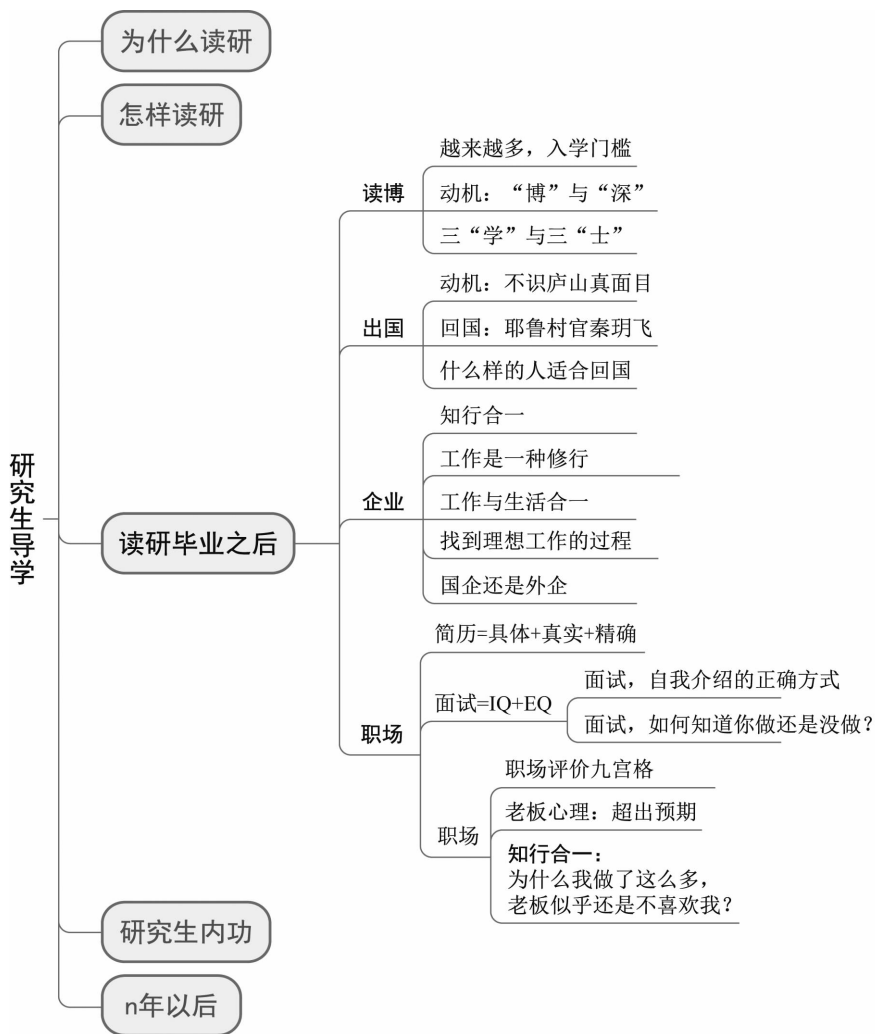 研究生导学
为什么读研
怎样读研
读研毕业之后
读博
越来越多，入学门槛
动机：“博”与“深”
三“学”与三“士”
出国
动机：不识庐山真面目
回国：耶鲁村官秦玥飞
什么样的人适合回国
企业
知行合一
工作是一种修行
工作与生活合一
找到理想工作的过程
国企还是外企
职场
简历=具体+真实+精确
面试=IQ+EQ
面试，自我介绍的正确方式
面试，如何知道你做还是没做？
职场
职场评价九宫格
老板心理：超出预期
知行合一：
为什么我做了这么多，
老板似乎还是不喜欢我？
研究生内功
n年以后